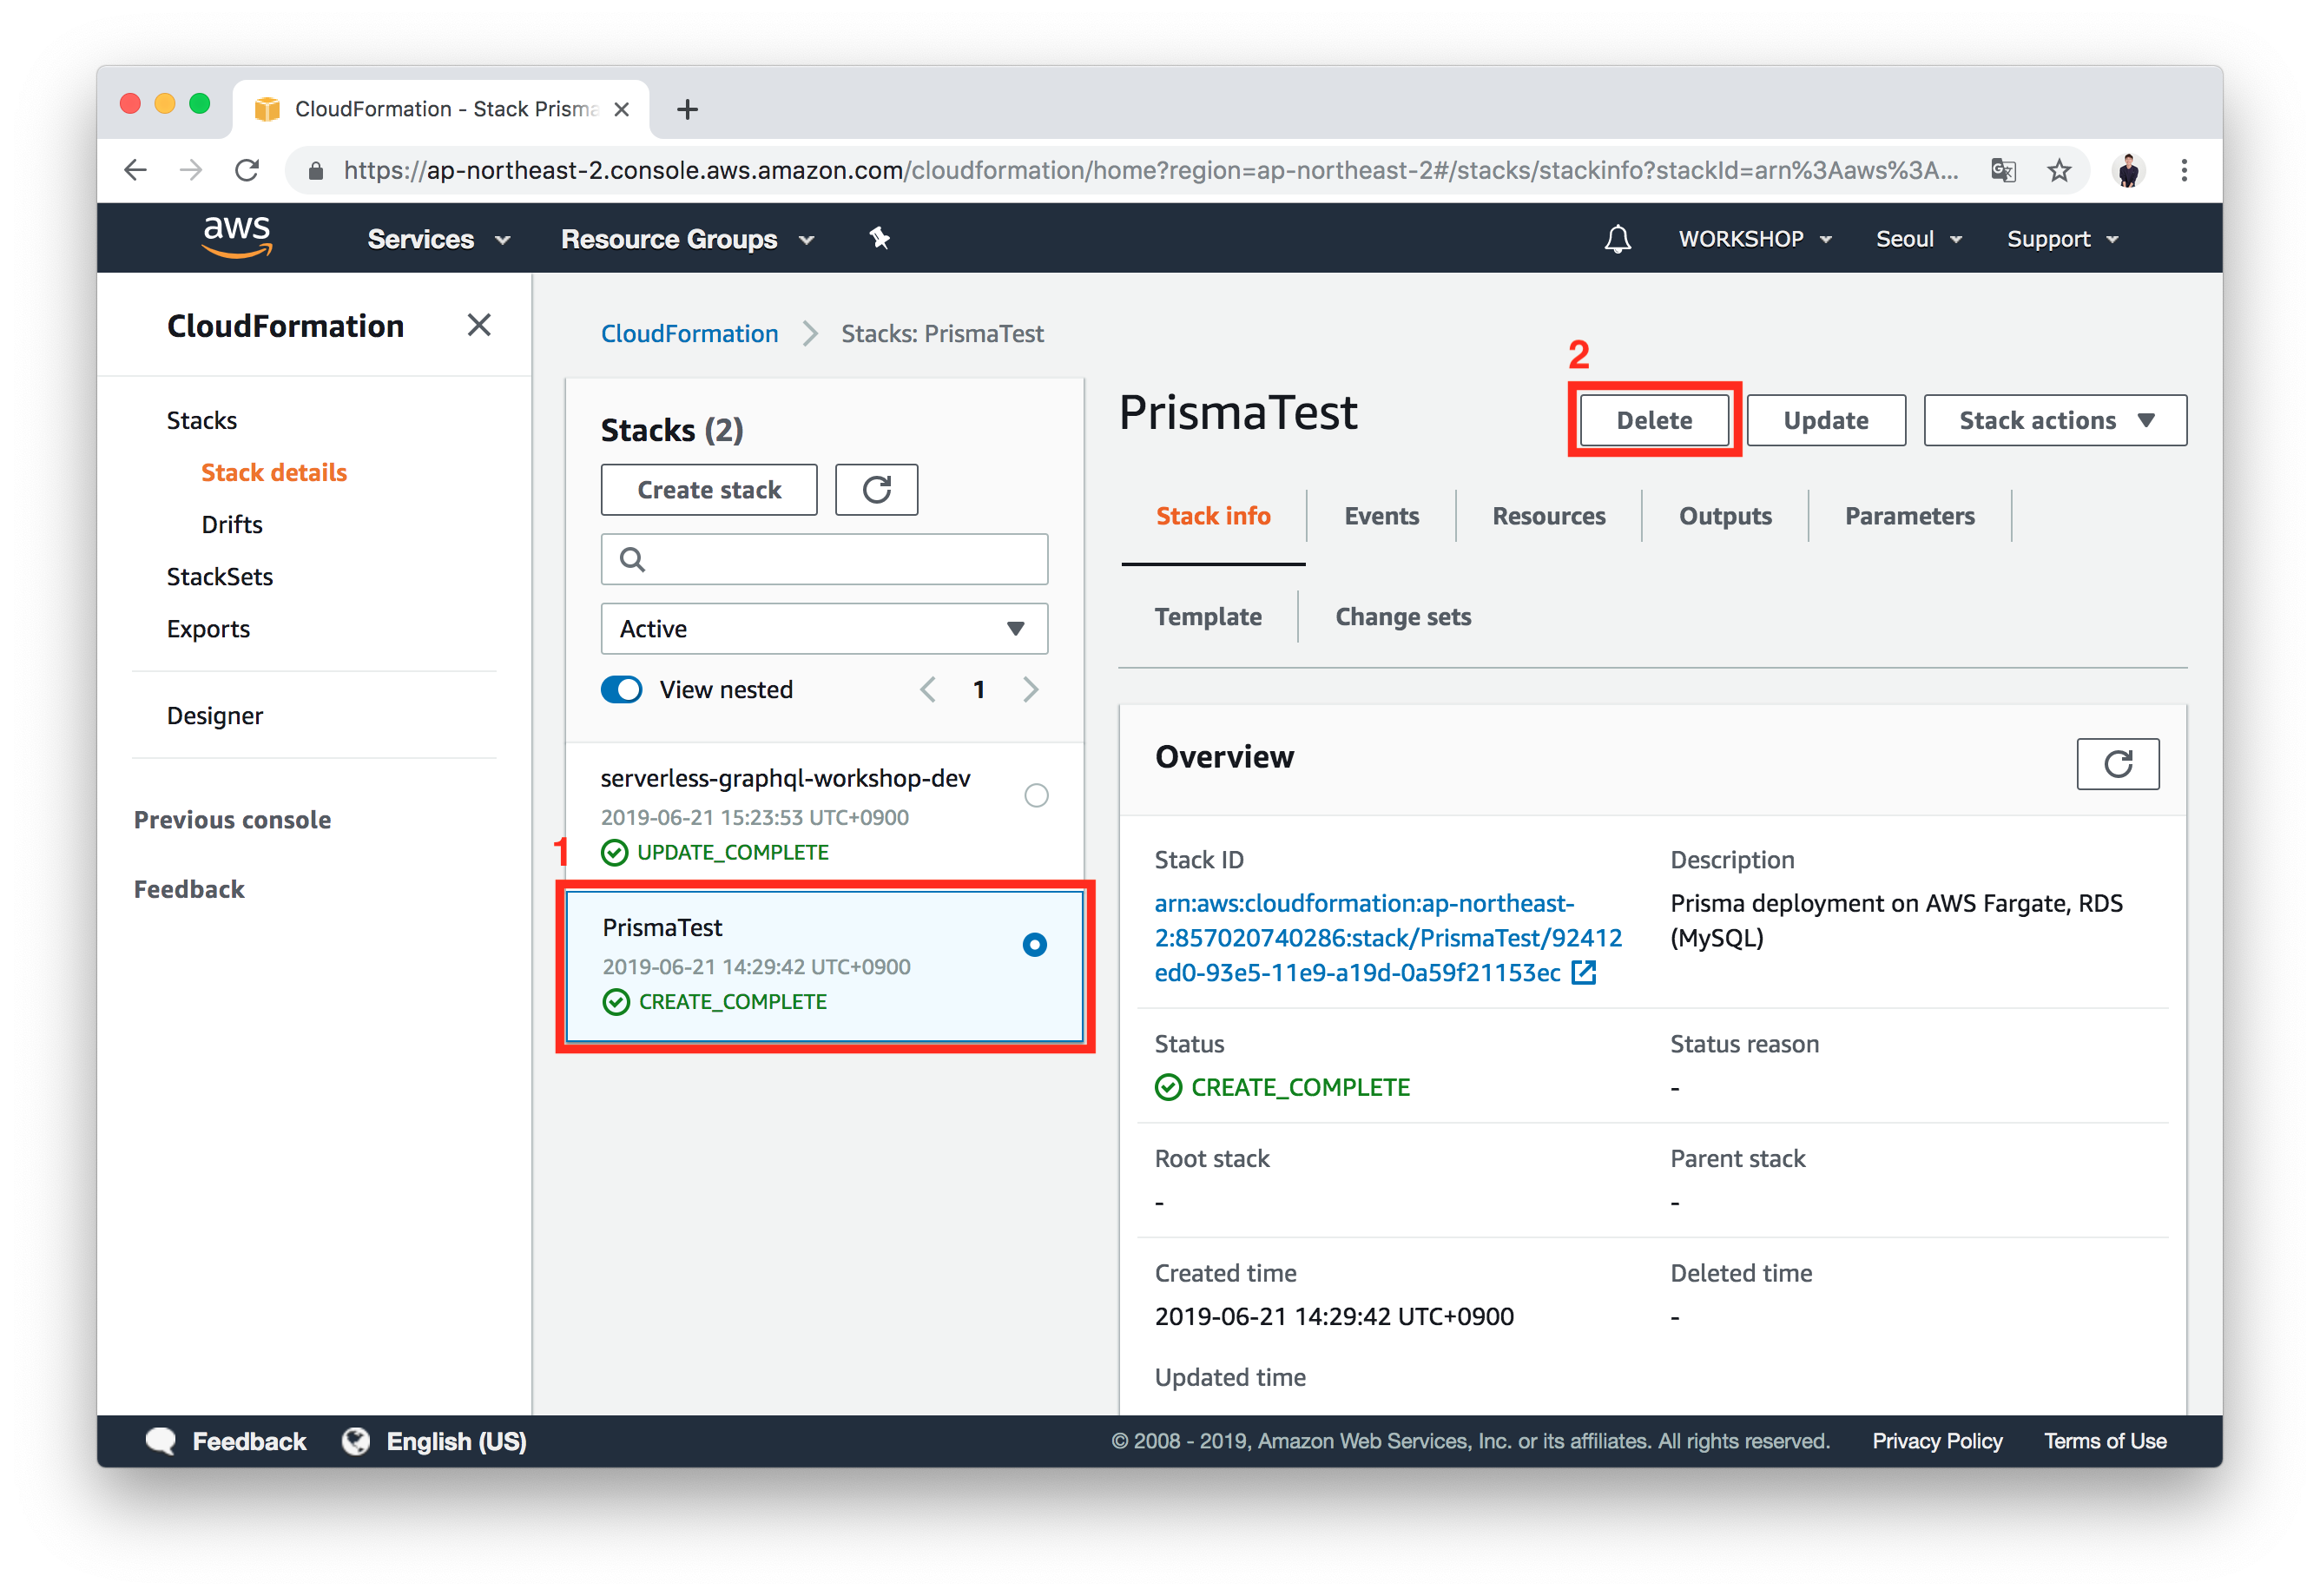 CloudFormation - Stack Prisma
https://ap-northeast-2.console.aws.amazon.com/cloudformation/home?region=ap-northeast-2#/stacks/stackinfo?stackId=arn%3Aaws%3A...
aws
Services
Resource Groups
WORKSHOP
Seoul
Support
CloudFormation
Stacks
Stack details
Drifts
StackSets
Exports
Designer
Previous console
Feedback
CloudFormation
Stacks: PrismaTest
Stacks (2)
Create stack
Active
View nested
1
serverless-graphql-workshop-dev
2019-06-21 15:23:53 UTC+0900
UPDATE_COMPLETE
1
PrismaTest
2019-06-21 14:29:42 UTC+0900
CREATE_COMPLETE
PrismaTest
2
Delete
Update
Stack actions
Stack info
Events
Resources
Outputs
Parameters
Template
Change sets
Overview
Stack ID
arn:aws:cloudformation:ap-northeast-
2:857020740286:stack/PrismaTest/92412
ed0-93e5-11e9-a19d-0a59f21153ec
Description
Prisma deployment on AWS Fargate, RDS
(MySQL)
Status
CREATE_COMPLETE
Status reason
-
Root stack
-
Parent stack
-
Created time
2019-06-21 14:29:42 UTC+0900
Deleted time
-
Updated time
Feedback
English (US)
© 2008 - 2019, Amazon Web Services, Inc. or its affiliates. All rights reserved.
Privacy Policy
Terms of Use